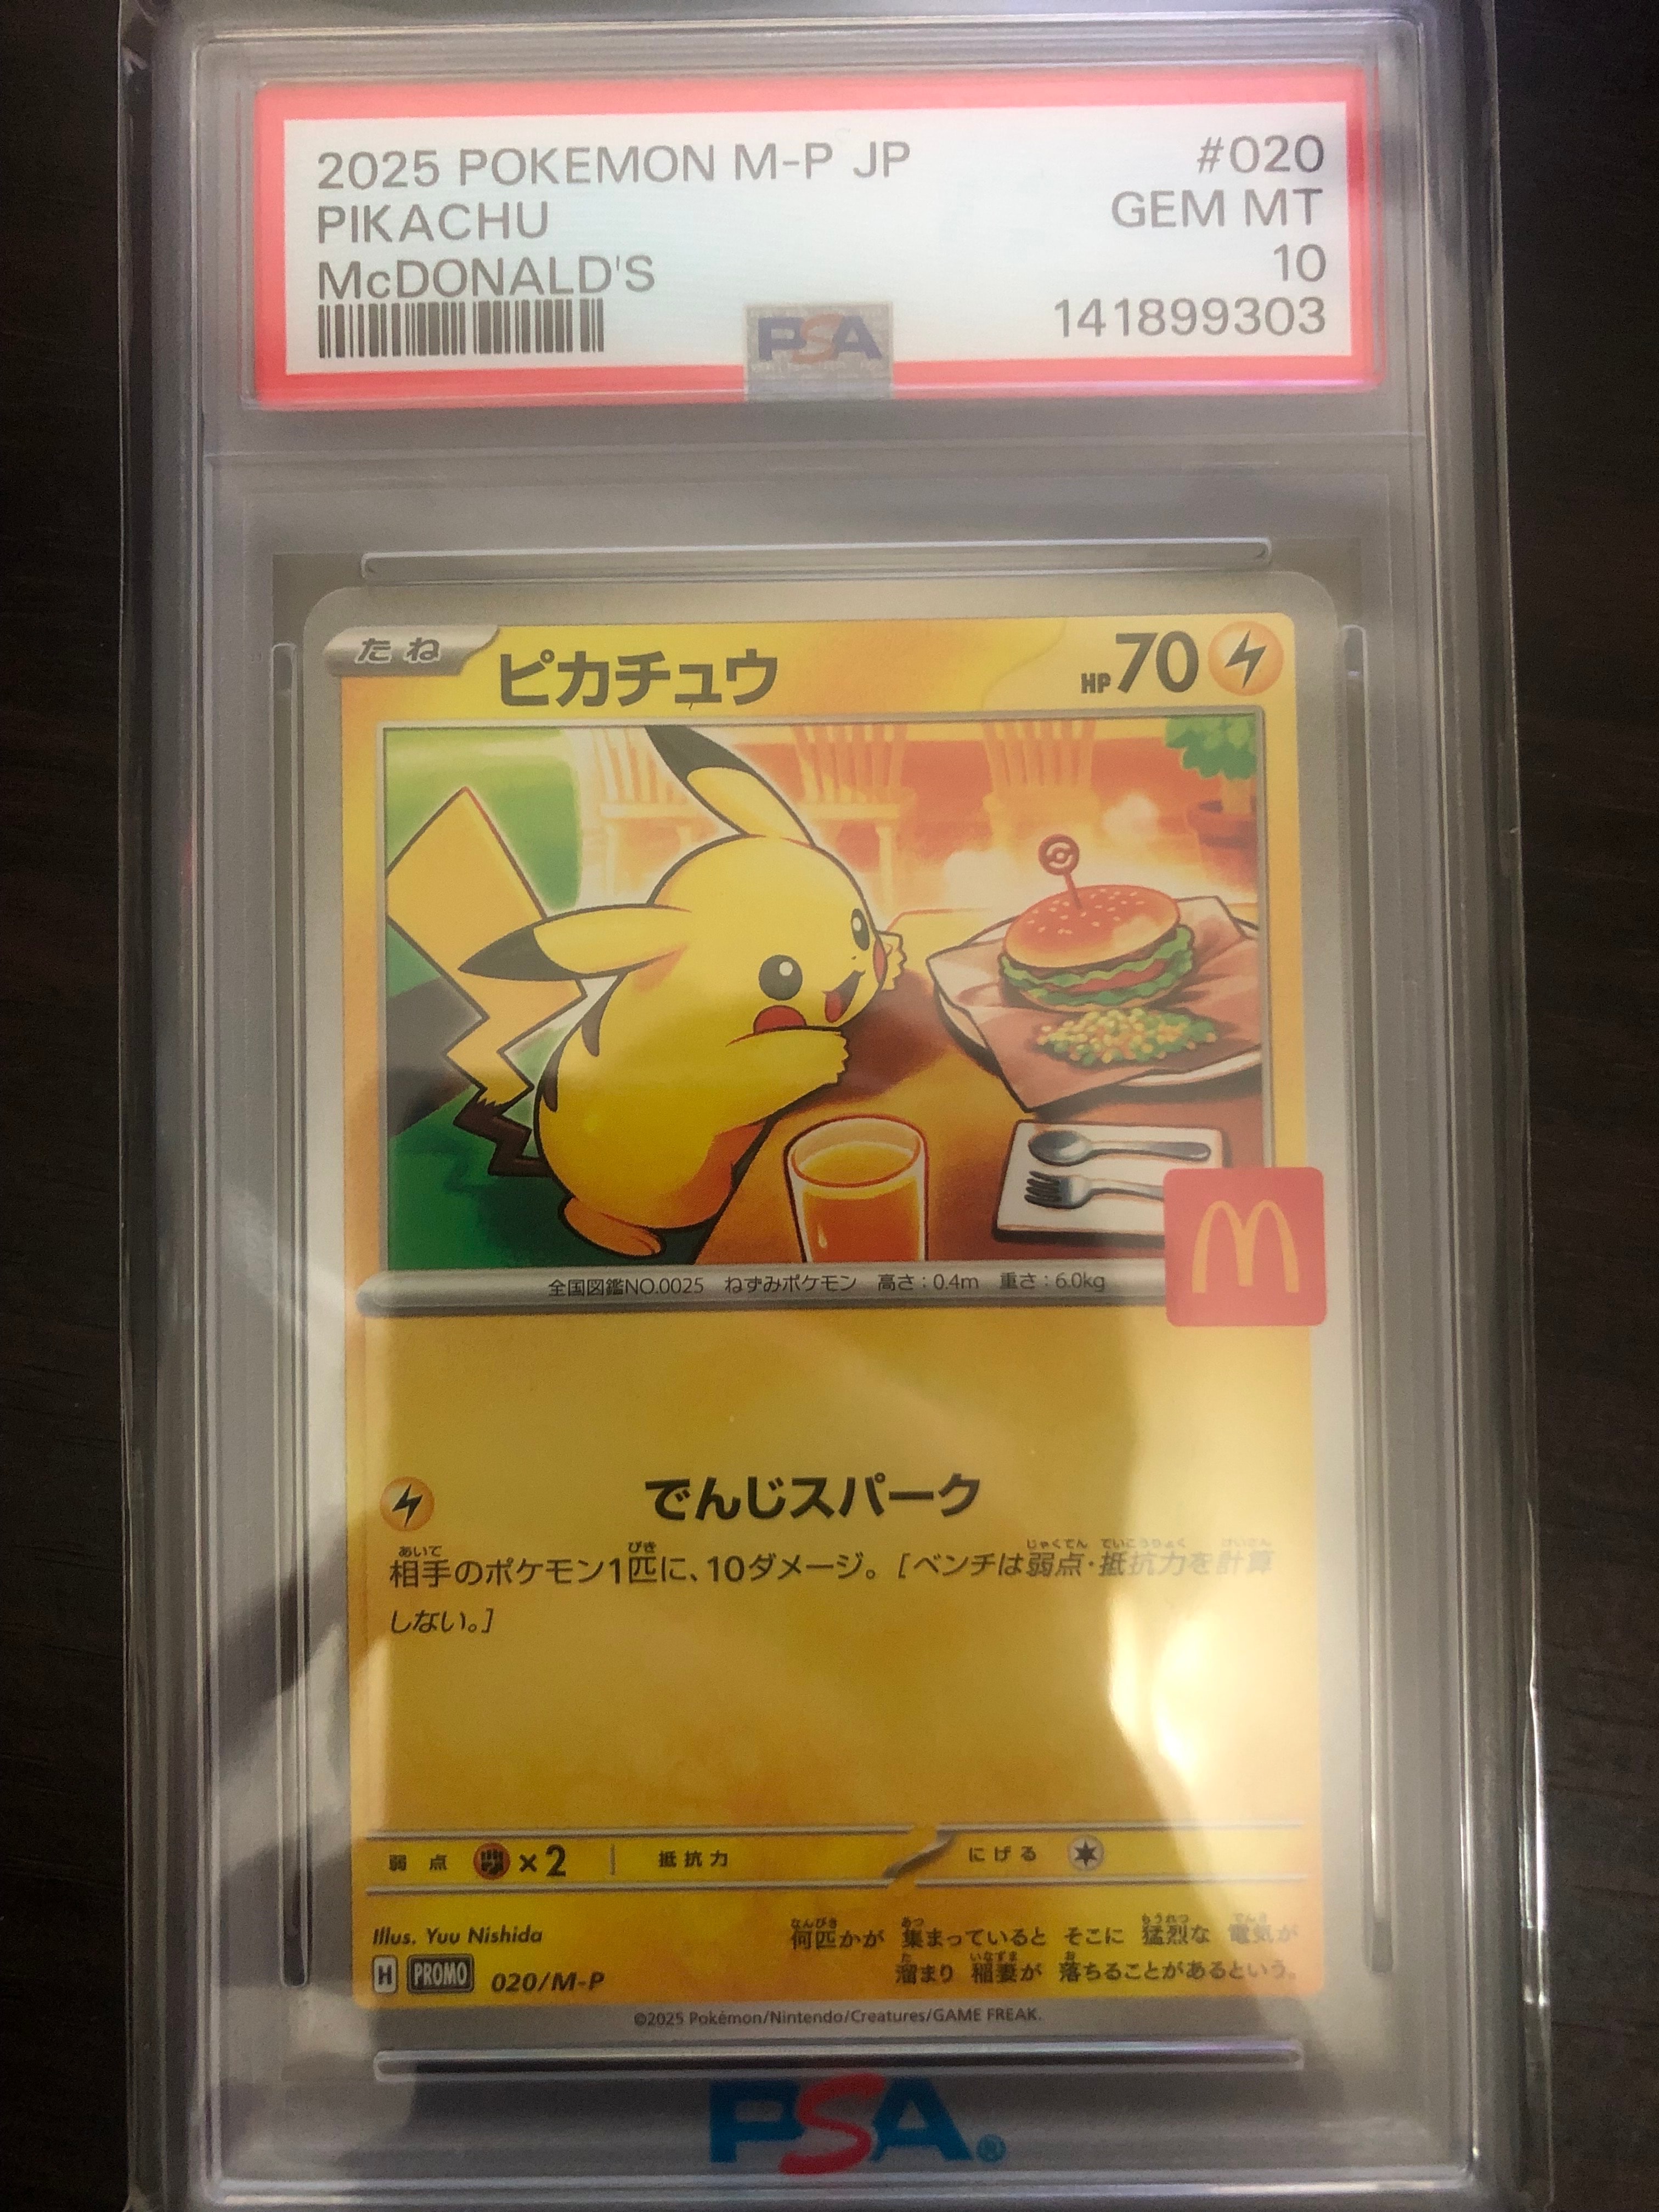 2025 POKEMON M-P JP #020
PIKACHU GEM MT
McDONALD'S 10
141899303
PSA
たね ピカチュウ HP70
全国図鑑NO.0025 ねずみポケモン 高さ:0.4m 重さ:6.0kg
でんじスパーク
相手のポケモン1匹に、10ダメージ。[ベンチは弱点・抵抗力を計算
しない。]
弱点 ×2 抵抗力 にげる
Illus. Yuu Nishida
H PROMO 020/M-P
何匹かが 集まっていると そこに 猛烈な 電気が
溜まり 稲妻が 落ちることがあるという。
©2025 Pokémon/Nintendo/Creatures/GAME FREAK.
PSA®